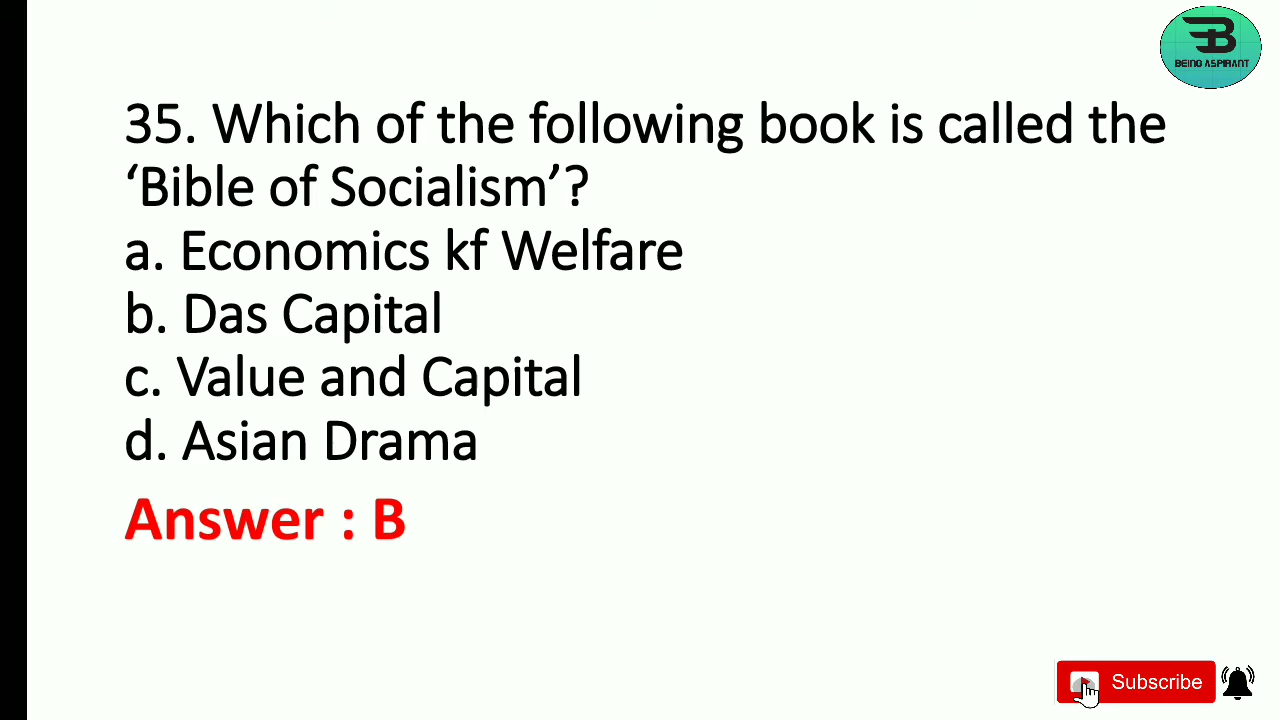 BEING ASPIRANT
35. Which of the following book is called the
‘Bible of Socialism’?
a. Economics kf Welfare
b. Das Capital
c. Value and Capital
d. Asian Drama
Answer : B
Subscribe